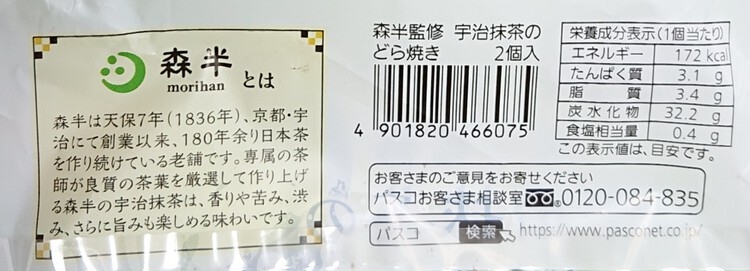 森半
morihan
とは
森半は天保7年(1836年)、京都・宇
治にて創業以来、180年余り日本茶
を作り続けている老舗です。専属の茶
師が良質の茶葉を厳選して作り上げ
る森半の宇治抹茶は、香りや苦み、渋
み、さらに旨みも楽しめる味わいです。
森半監修 宇治抹茶の
どら焼き 2個入
4 901820 466075
栄養成分表示(1個当たり)
エネルギー 172 kcal
たんぱく質 3.1 g
脂質 3.4 g
炭水化物 32.2 g
食塩相当量 0.4 g
この表示値は、目安です。
お客さまのご意見をお寄せください
パスコお客さま相談室 0120-084-835
パスコ 検索 https://www.pasconet.co.jp/